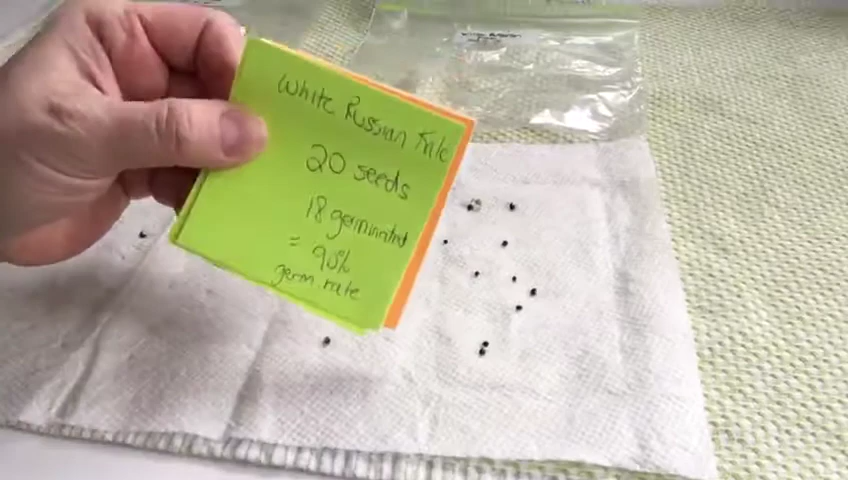 White Russian Kale
20 seeds
18 germinated
= 90%
germ. rate